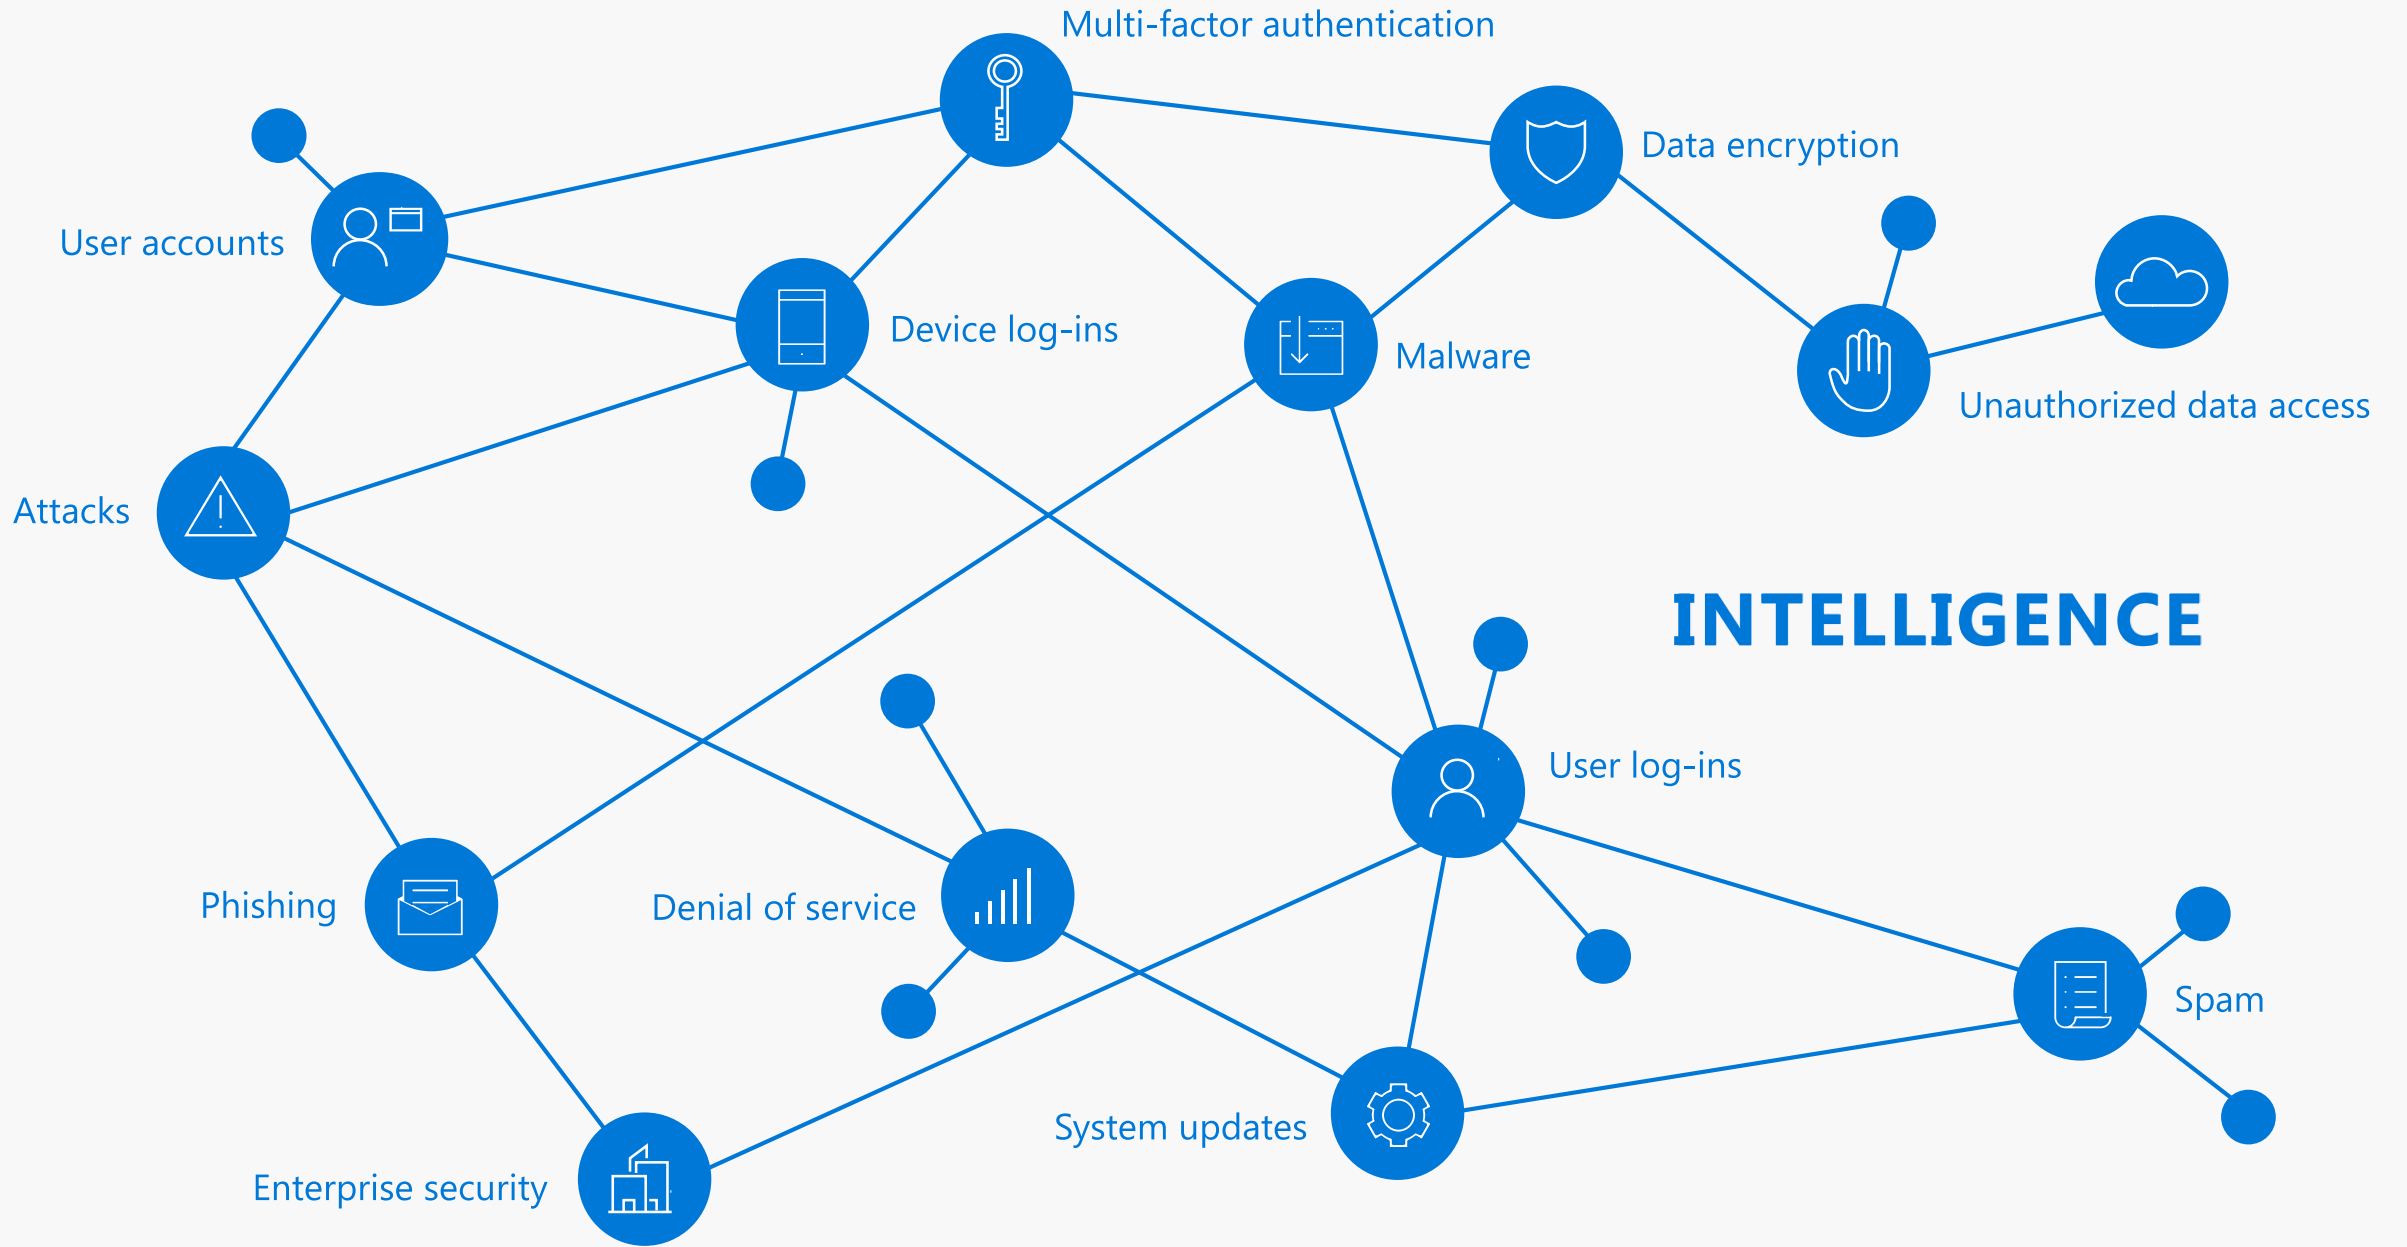 Multi-factor authentication
Data encryption
User accounts
Device log-ins
Malware
Unauthorized data access
Attacks
INTELLIGENCE
User log-ins
Phishing
Denial of service
Spam
System updates
Enterprise security